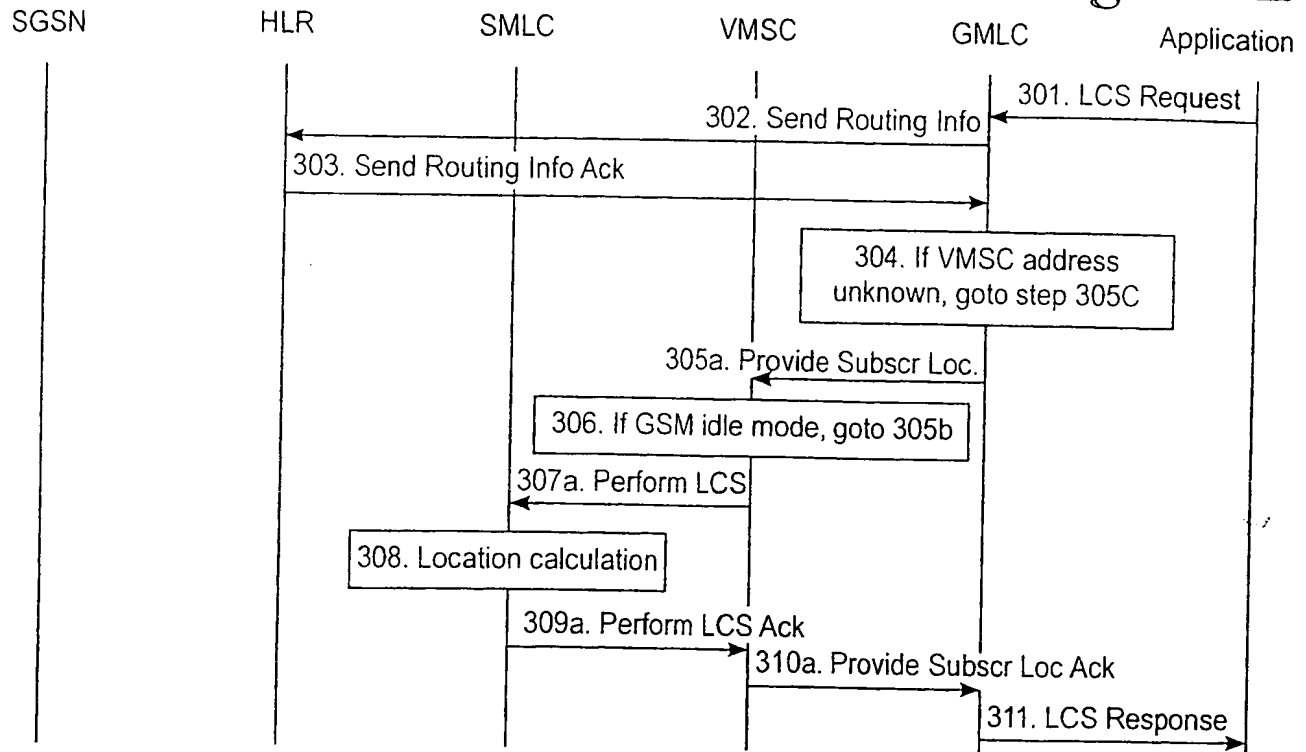 SGSN
HLR
SMLC
VMSC
GMLC
Application
301. LCS Request
302. Send Routing Info
303. Send Routing Info Ack
304. If VMSC address
unknown, goto step 305C
305a. Provide Subscr Loc.
306. If GSM idle mode, goto 305b
307a. Perform LCS
308. Location calculation
309a. Perform LCS Ack
310a. Provide Subscr Loc Ack
311. LCS Response